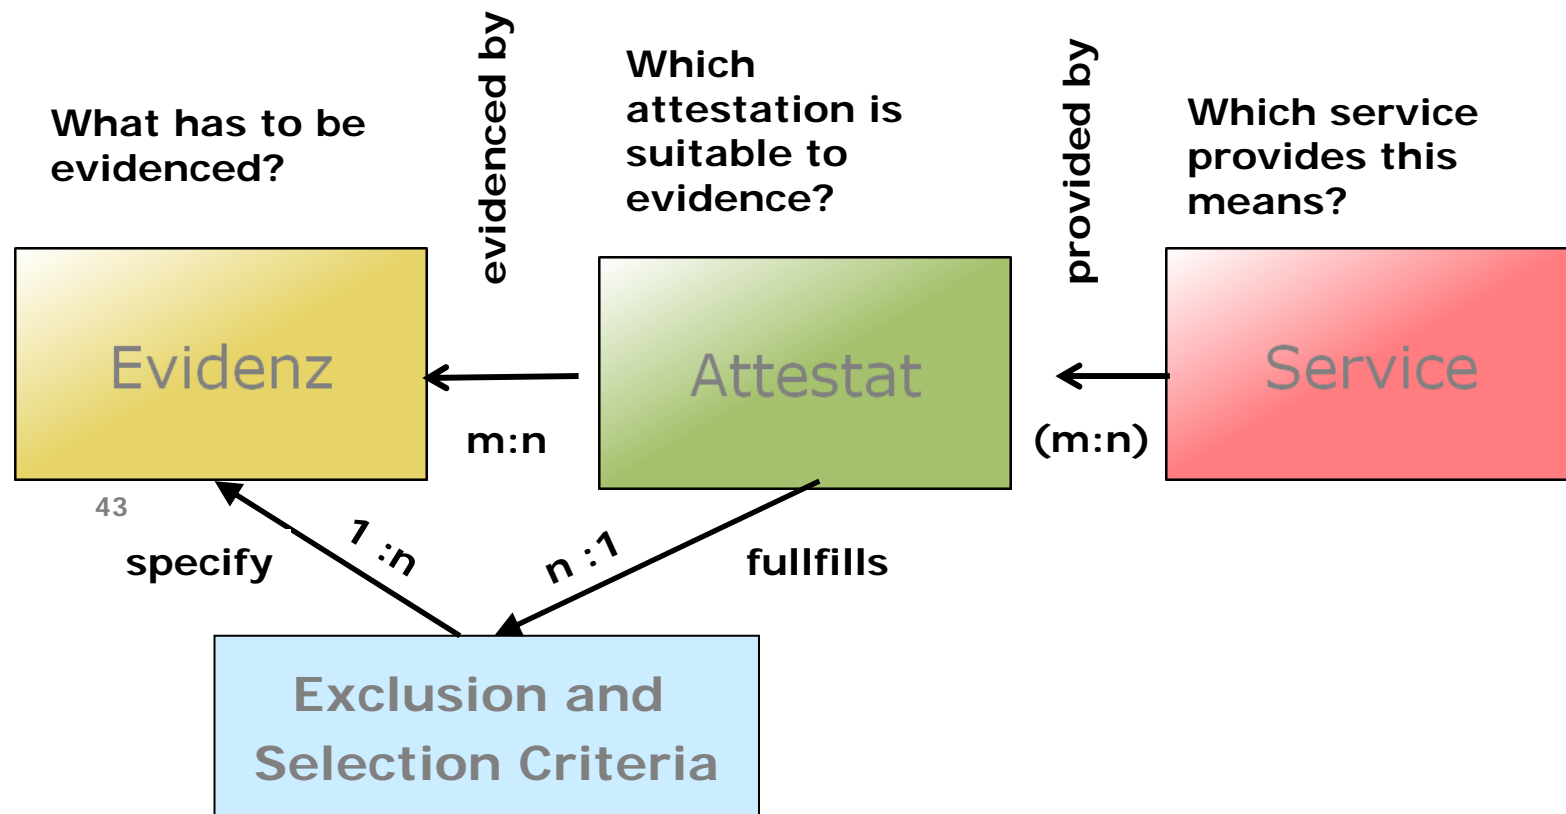 What has to be
evidenced?
evidenced by
Which
attestation is
suitable to
evidence?
provided by
Which service
provides this
means?
Evidenz
Attestat
Service
m:n
(m:n)
43
specify
1 :n
n :1
fullfills
Exclusion and
Selection Criteria